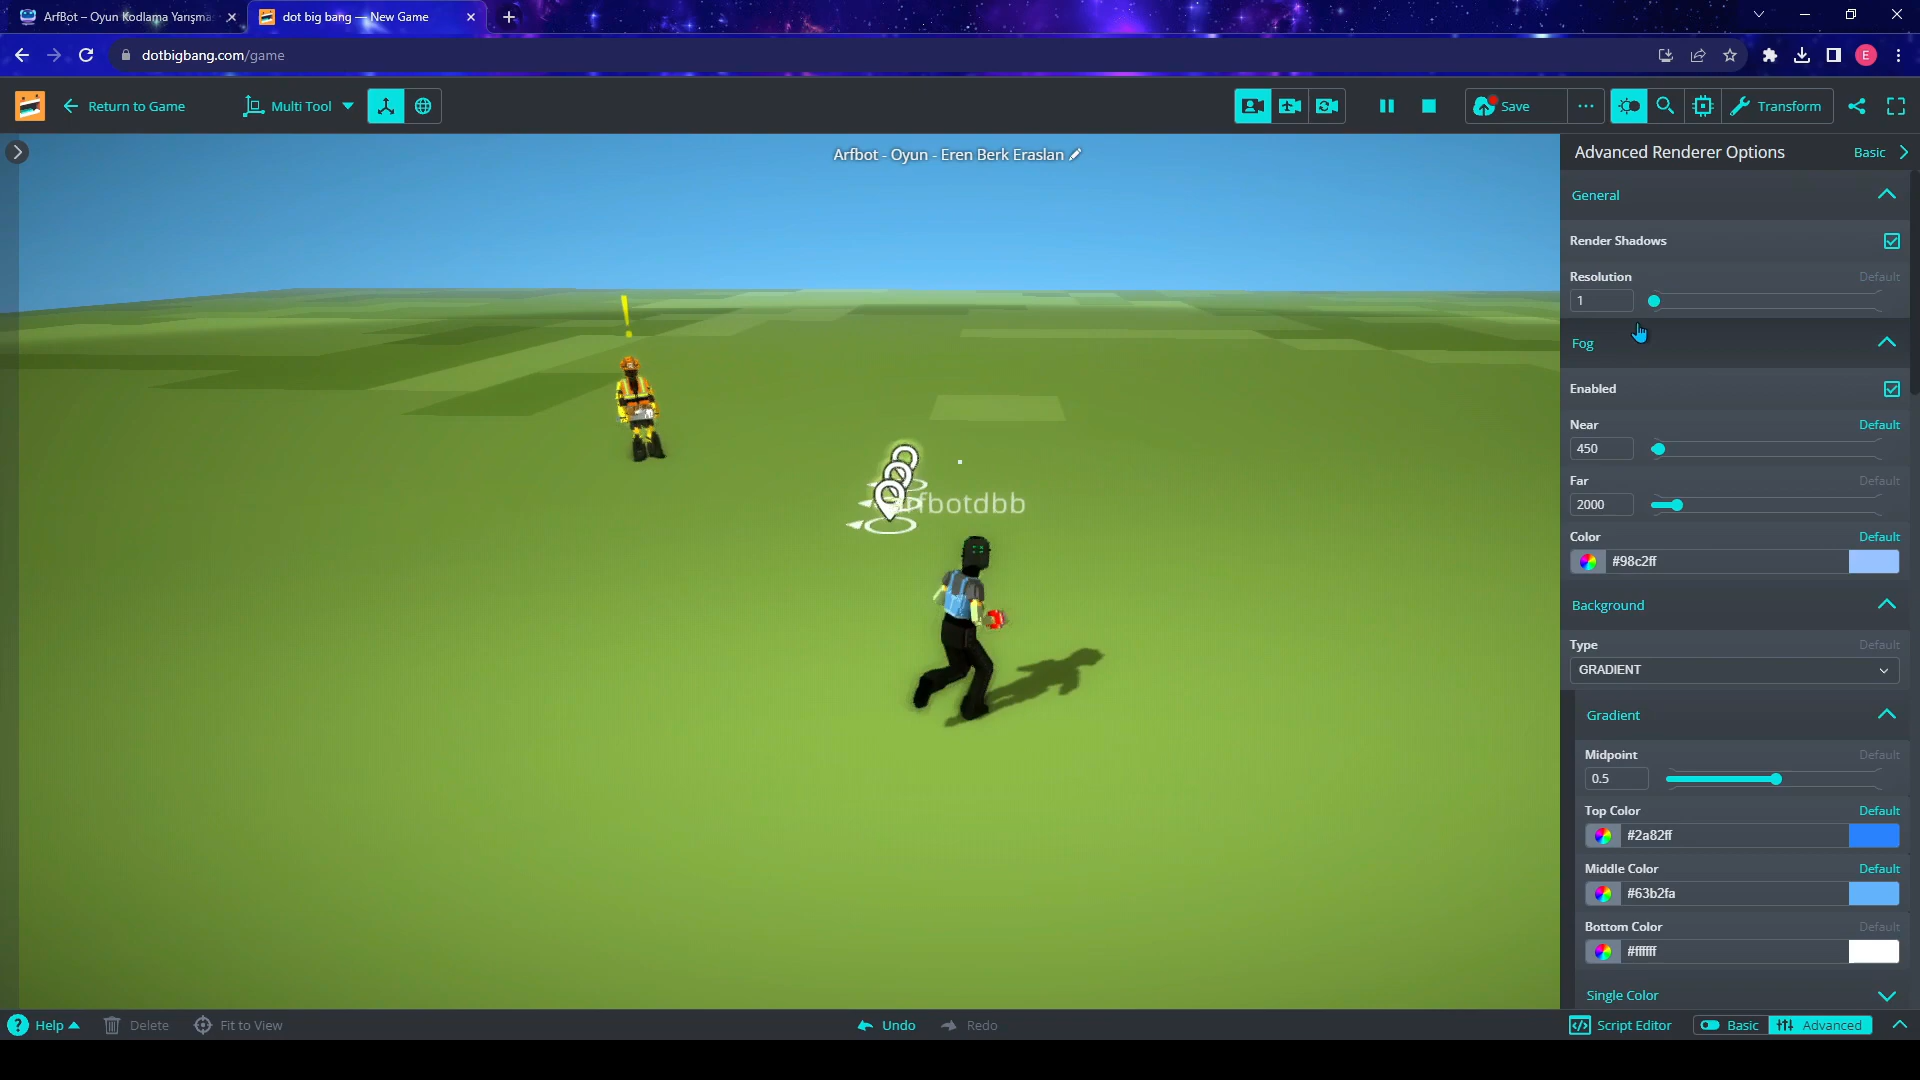 ArfBot – Oyun Kodlama Yarışma
dot big bang — New Game
dotbigbang.com/game
E
Return to Game
Multi Tool
Save
Transform
Arfbot - Oyun - Eren Berk Eraslan
Advanced Renderer Options
Basic
General
Render Shadows
Resolution
Default
1
Fog
Enabled
Near
Default
450
Far
Default
2000
Color
Default
#98c2ff
Background
Type
Default
GRADIENT
Gradient
Midpoint
Default
0.5
Top Color
Default
#2a82ff
Middle Color
Default
#63b2fa
Bottom Color
Default
#ffffff
Single Color
arfbotdbb
Help
Delete
Fit to View
Undo
Redo
Script Editor
Basic
Advanced